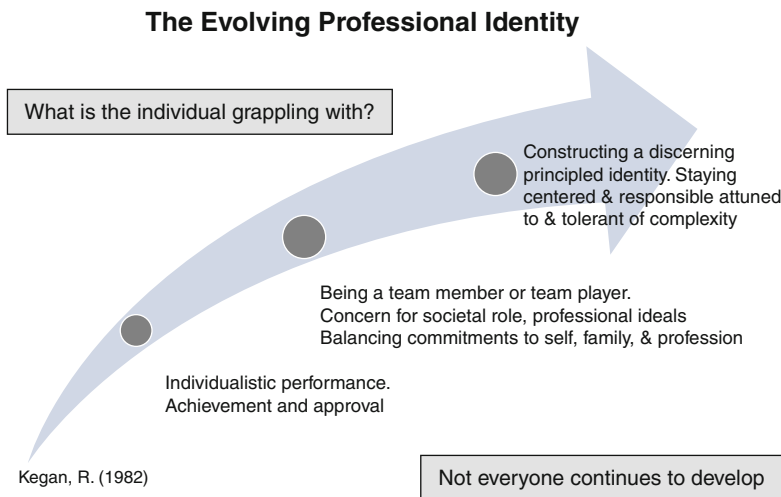 The Evolving Professional Identity
What is the individual grappling with?
Constructing a discerning
principled identity. Staying
centered & responsible attuned
to & tolerant of complexity
Being a team member or team player.
Concern for societal role, professional ideals
Balancing commitments to self, family, & profession
Individualistic performance.
Achievement and approval
Kegan, R. (1982)
Not everyone continues to develop